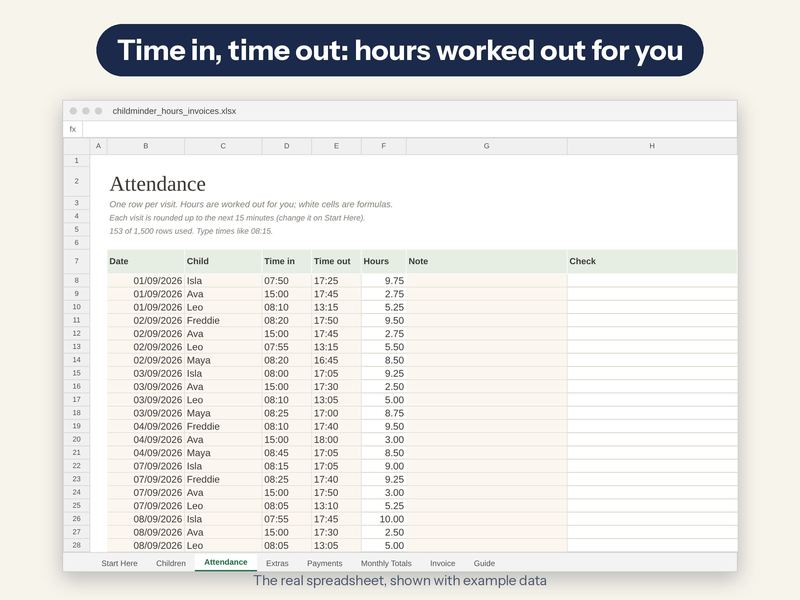 Time in, time out: hours worked out for you
childminder_hours_invoices.xlsx
fx
A B C D E F G H
1
2 Attendance
3 One row per visit. Hours are worked out for you; white cells are formulas.
4 Each visit is rounded up to the next 15 minutes (change it on Start Here).
5 153 of 1,500 rows used. Type times like 08:15.
6
7 Date Child Time in Time out Hours Note Check
8 01/09/2026 Isla 07:50 17:25 9.75
9 01/09/2026 Ava 15:00 17:45 2.75
10 01/09/2026 Leo 08:10 13:15 5.25
11 02/09/2026 Freddie 08:20 17:50 9.50
12 02/09/2026 Ava 15:00 17:45 2.75
13 02/09/2026 Leo 07:55 13:15 5.50
14 02/09/2026 Maya 08:20 16:45 8.50
15 03/09/2026 Isla 08:00 17:05 9.25
16 03/09/2026 Ava 15:00 17:30 2.50
17 03/09/2026 Leo 08:10 13:05 5.00
18 03/09/2026 Maya 08:25 17:00 8.75
19 04/09/2026 Freddie 08:10 17:40 9.50
20 04/09/2026 Ava 15:00 18:00 3.00
21 04/09/2026 Maya 08:45 17:05 8.50
22 07/09/2026 Isla 08:15 17:05 9.00
23 07/09/2026 Freddie 08:25 17:40 9.25
24 07/09/2026 Ava 15:00 17:50 3.00
25 07/09/2026 Leo 08:05 13:10 5.25
26 08/09/2026 Isla 07:55 17:45 10.00
27 08/09/2026 Ava 15:00 17:30 2.50
28 08/09/2026 Leo 08:05 13:05 5.00
Start Here Children Attendance Extras Payments Monthly Totals Invoice Guide
The real spreadsheet, shown with example data